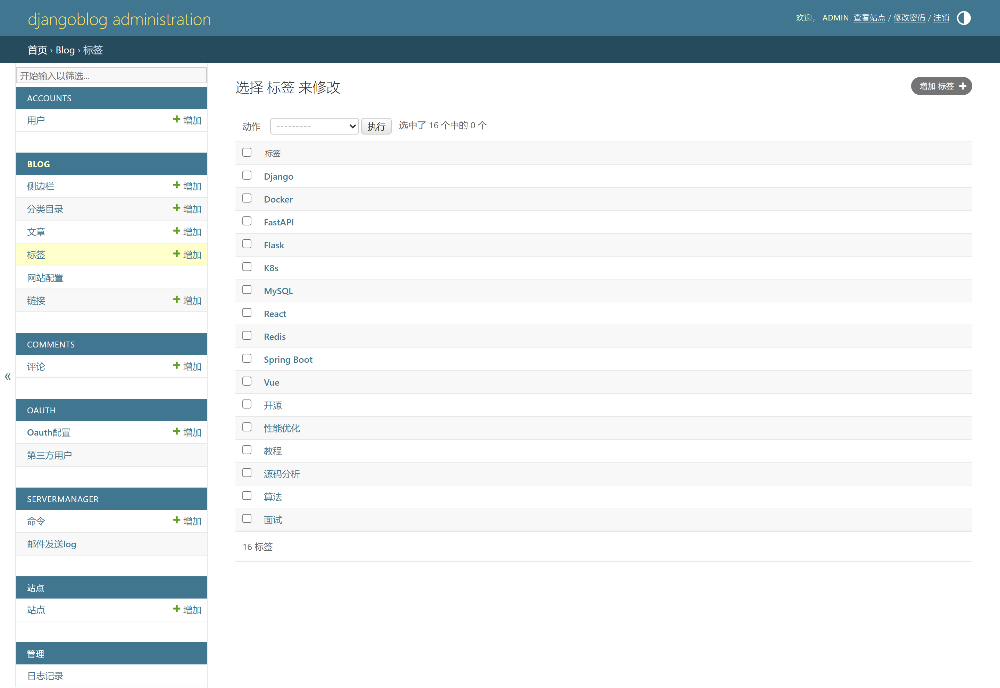 djangoblog administration
欢迎， ADMIN. 查看站点 / 修改密码 / 注销
首页 › Blog › 标签
开始输入以筛选...
ACCOUNTS
用户 增加
BLOG
侧边栏 增加
分类目录 增加
文章 增加
标签 增加
网站配置
链接 增加
COMMENTS
评论 增加
OAUTH
Oauth配置 增加
第三方用户
SERVERMANAGER
命令 增加
邮件发送log
站点
站点 增加
管理
日志记录
«
选择 标签 来修改
增加 标签
动作 --------- 执行 选中了 16 个中的 0 个
标签
Django
Docker
FastAPI
Flask
K8s
MySQL
React
Redis
Spring Boot
Vue
开源
性能优化
教程
源码分析
算法
面试
16 标签